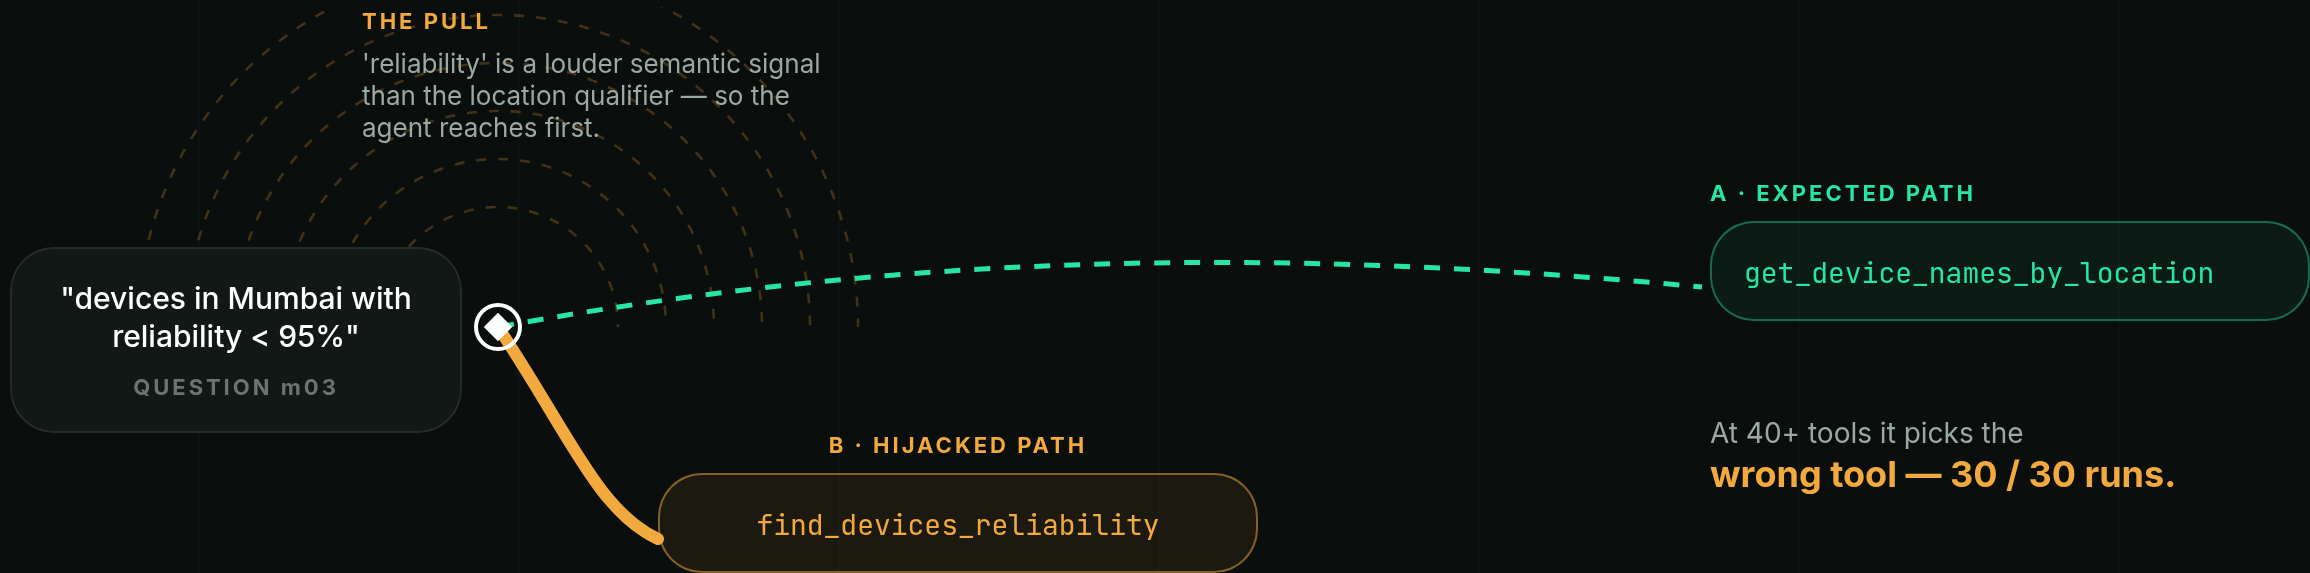 THE PULL
'reliability' is a louder semantic signal
than the location qualifier — so the
agent reaches first.
"devices in Mumbai with
reliability < 95%"
QUESTION m03
A · EXPECTED PATH
get_device_names_by_location
B · HIJACKED PATH
find_devices_reliability
At 40+ tools it picks the
wrong tool — 30 / 30 runs.